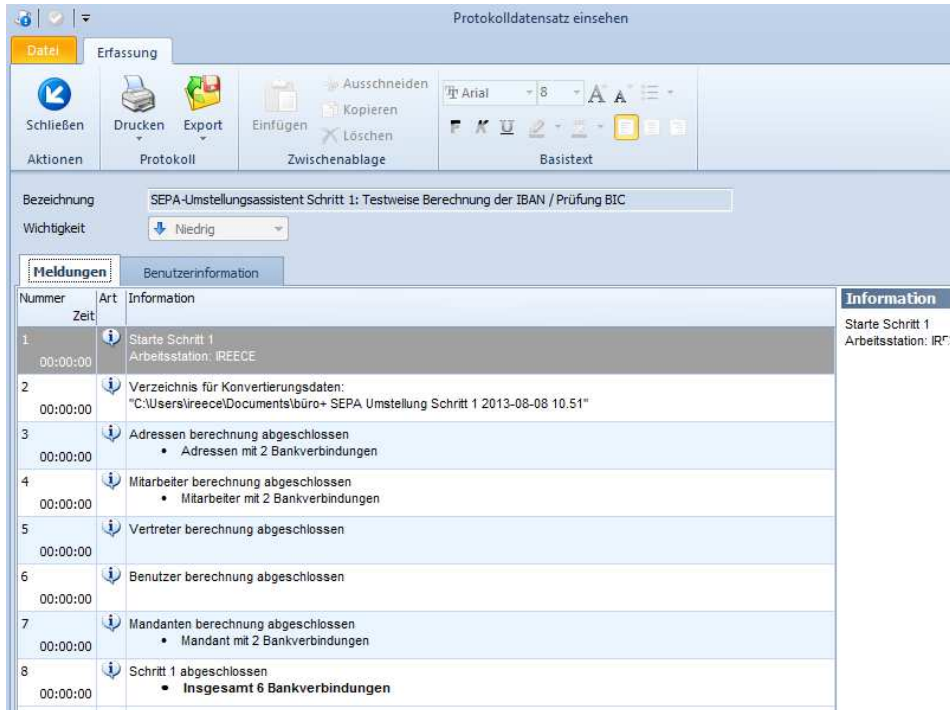 Protokolldatensatz einsehen
Datei
Erfassung
Schließen
Drucken
Export
Einfügen
Ausschneiden
Kopieren
Löschen
Arial
8
A A
F K U
Aktionen
Protokoll
Zwischenablage
Basistext
Bezeichnung
SEPA-Umstellungsassistent Schritt 1: Testweise Berechnung der IBAN / Prüfung BIC
Wichtigkeit
Niedrig
Meldungen
Benutzerinformation
Nummer
Zeit
Art
Information
1
00:00:00
Starte Schritt 1
Arbeitsstation: IREECE
2
00:00:00
Verzeichnis für Konvertierungsdaten:
"C:\Users\ireece\Documents\büro+ SEPA Umstellung Schritt 1 2013-08-08 10.51"
3
00:00:00
Adressen berechnung abgeschlossen
• Adressen mit 2 Bankverbindungen
4
00:00:00
Mitarbeiter berechnung abgeschlossen
• Mitarbeiter mit 2 Bankverbindungen
5
00:00:00
Vertreter berechnung abgeschlossen
6
00:00:00
Benutzer berechnung abgeschlossen
7
00:00:00
Mandanten berechnung abgeschlossen
• Mandant mit 2 Bankverbindungen
8
00:00:00
Schritt 1 abgeschlossen
• Insgesamt 6 Bankverbindungen
Information
Starte Schritt 1
Arbeitsstation: